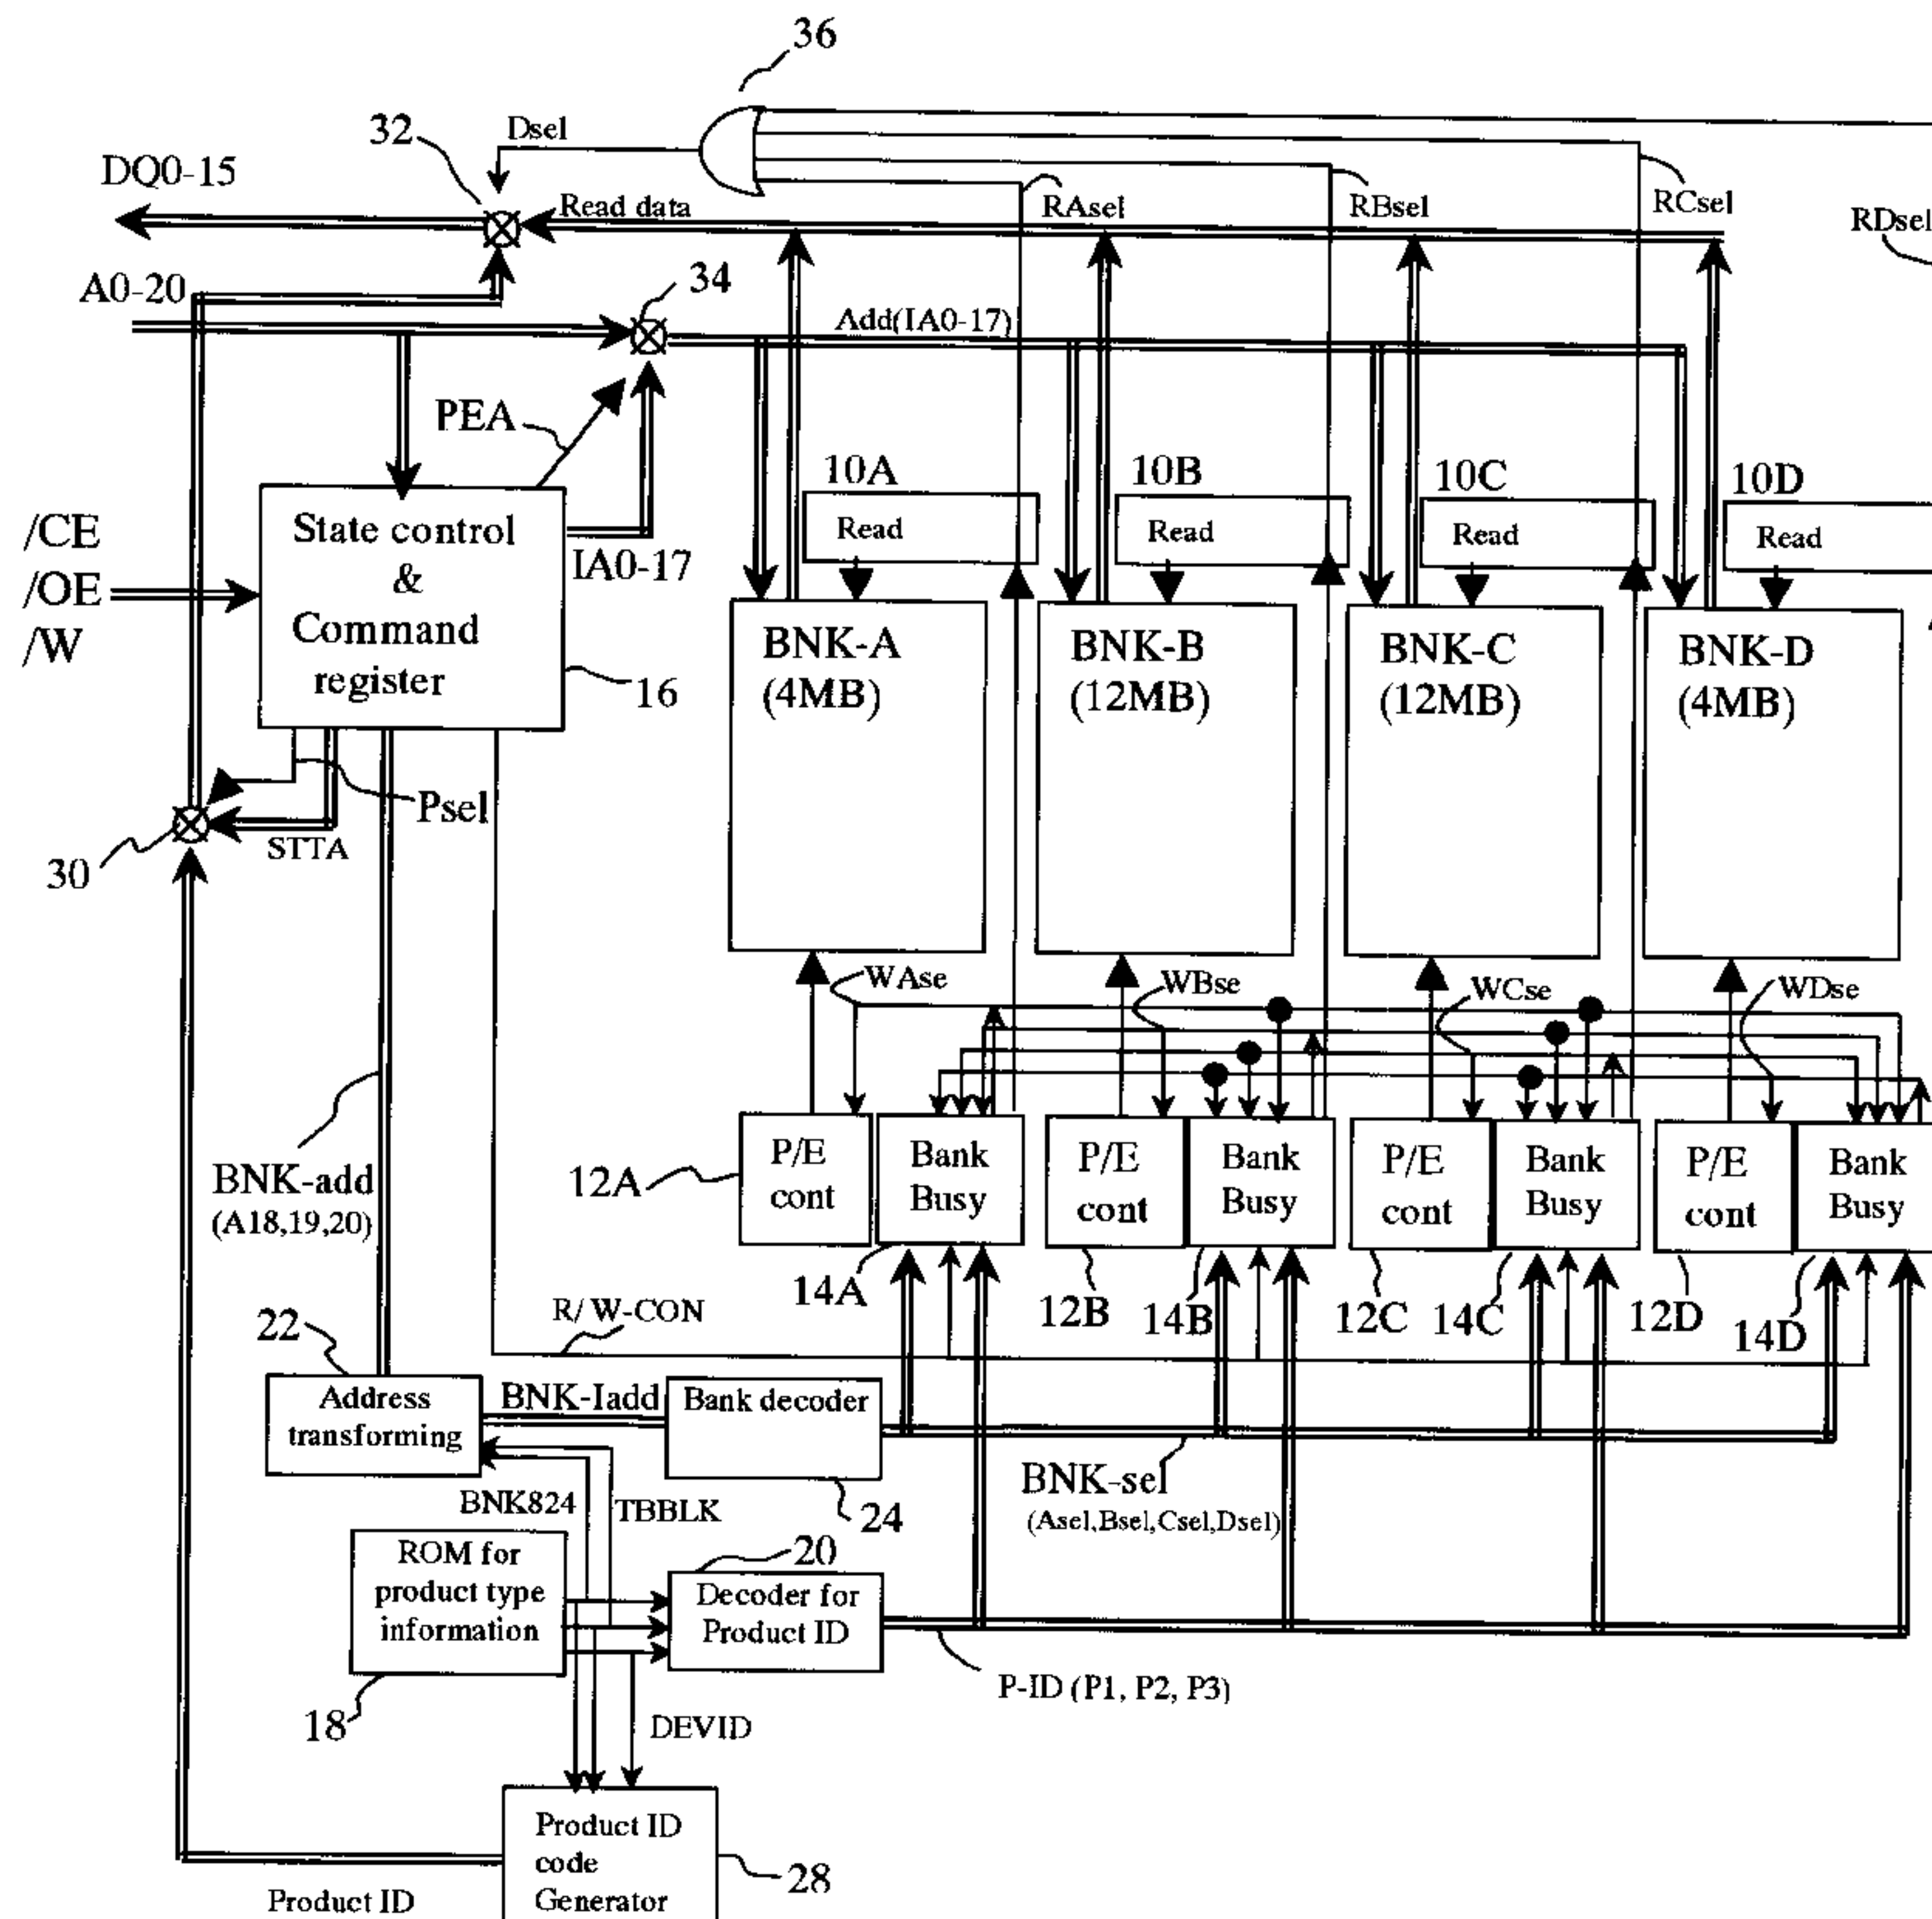 36
32
Dsel
DQ0-15
Read data
RAsel
RBsel
RCsel
RDsel
A0-20
34
Add(IA0-17)
PEA
10A
10B
10C
10D
Read
Read
Read
Read
/CE
/OE
/W
State control
&
Command
register
IA0-17
16
BNK-A
(4MB)
BNK-B
(12MB)
BNK-C
(12MB)
BNK-D
(4MB)
Psel
STTA
30
WAse
WBse
WCse
WDse
P/E
cont
Bank
Busy
P/E
cont
Bank
Busy
P/E
cont
Bank
Busy
P/E
cont
Bank
Busy
12A
14A
12B
14B
12C
14C
12D
14D
BNK-add
(A18,19,20)
R/ W-CON
22
Address
transforming
BNK-Iadd
Bank decoder
24
BNK-sel
(Asel,Bsel,Csel,Dsel)
BNK824
TBBLK
ROM for
product type
information
18
20
Decoder for
Product ID
P-ID (P1, P2, P3)
DEVID
Product ID
code
Generator
28
Product ID